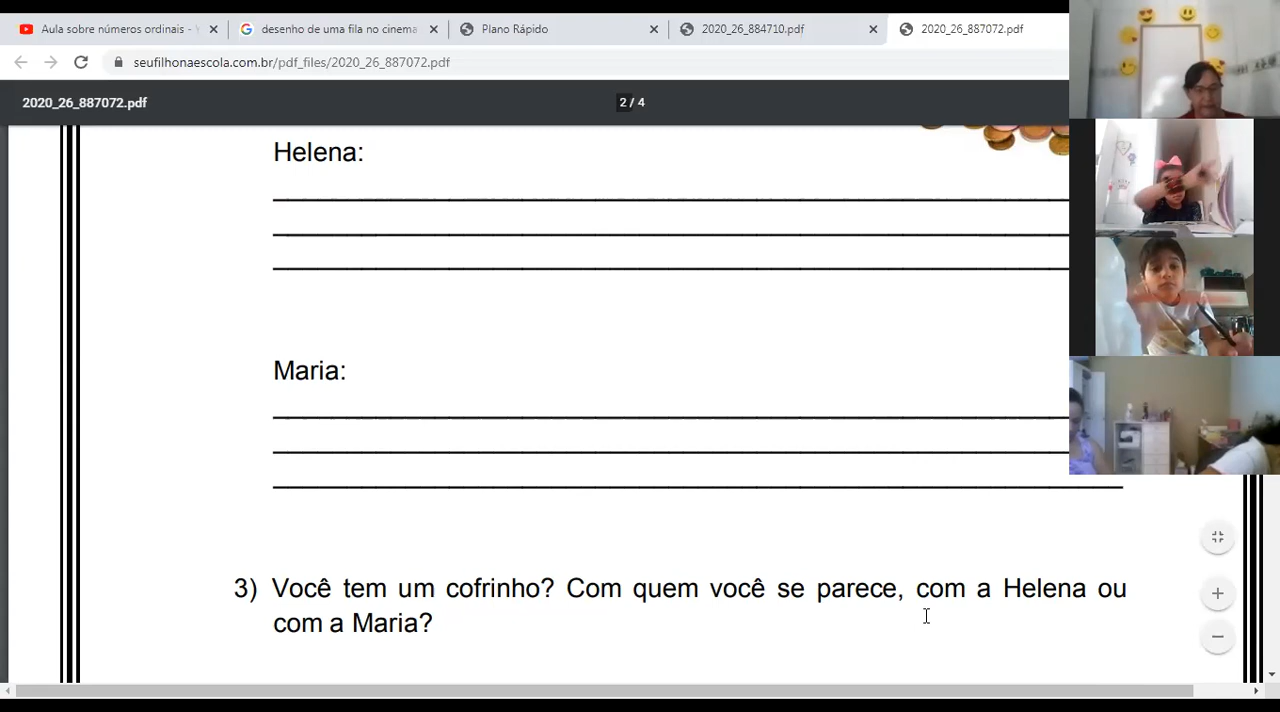 Aula sobre números ordinais -
desenho de uma fila no cinema
Plano Rápido
2020_26_884710.pdf
2020_26_887072.pdf
seufilhonaescola.com.br/pdf_files/2020_26_887072.pdf
2020_26_887072.pdf
2 / 4
Helena:
Maria:
3) Você tem um cofrinho? Com quem você se parece, com a Helena ou
com a Maria?